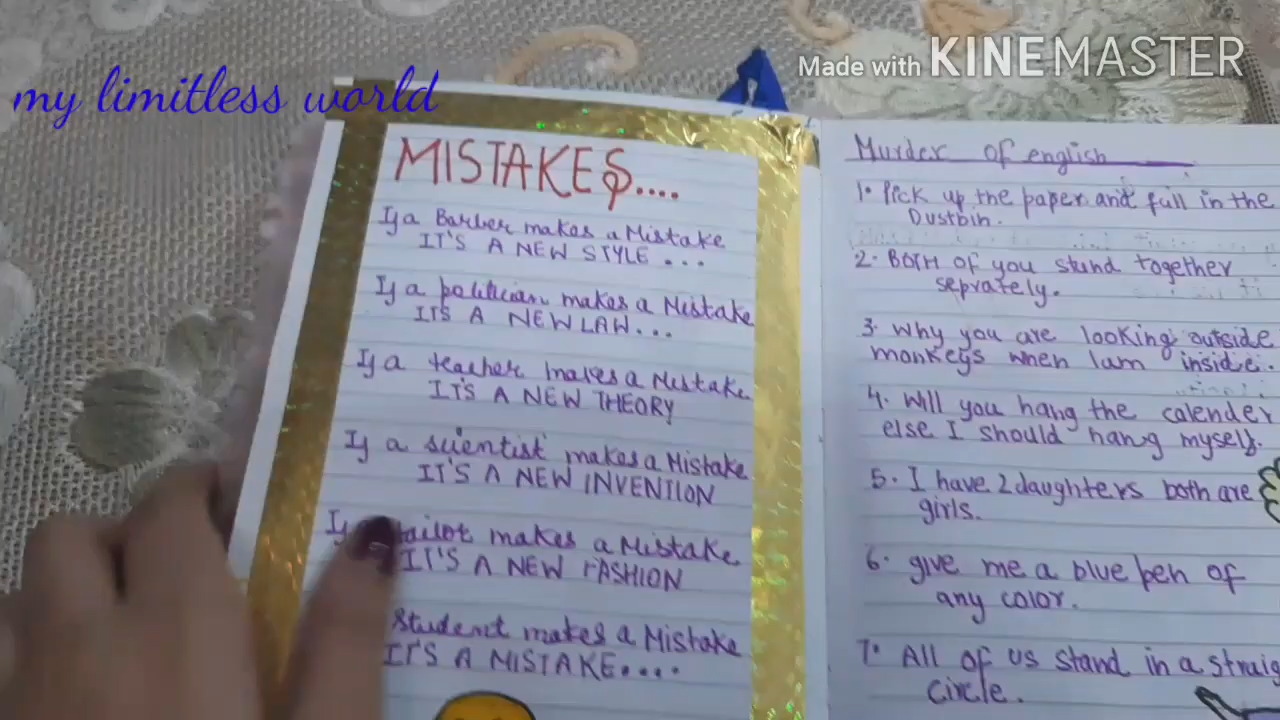 my limitless world
Made with KINEMASTER
MISTAKES....
If a Barber makes a Mistake
IT'S A NEW STYLE ...
If a politician makes a Mistake
ITS A NEW LAW...
If a teacher makes a Mistake
IT'S A NEW THEORY
If a scientist makes a Mistake
IT'S A NEW INVENTION
If tailot makes a Mistake
IT'S A NEW FASHION
Student makes a Mistake
IT'S A MISTAKE....
Murder of english
1. Pick up the paper and fall in the
Dustbin.
2. BOTH of you stand together
seprately.
3. Why you are looking outside
monkeys when I am inside.
4. Will you hang the calender
else I should hang myself.
5. I have 2 daughters both are
girls.
6. give me a blue pen of
any color.
7. All of us stand in a straig
circle.